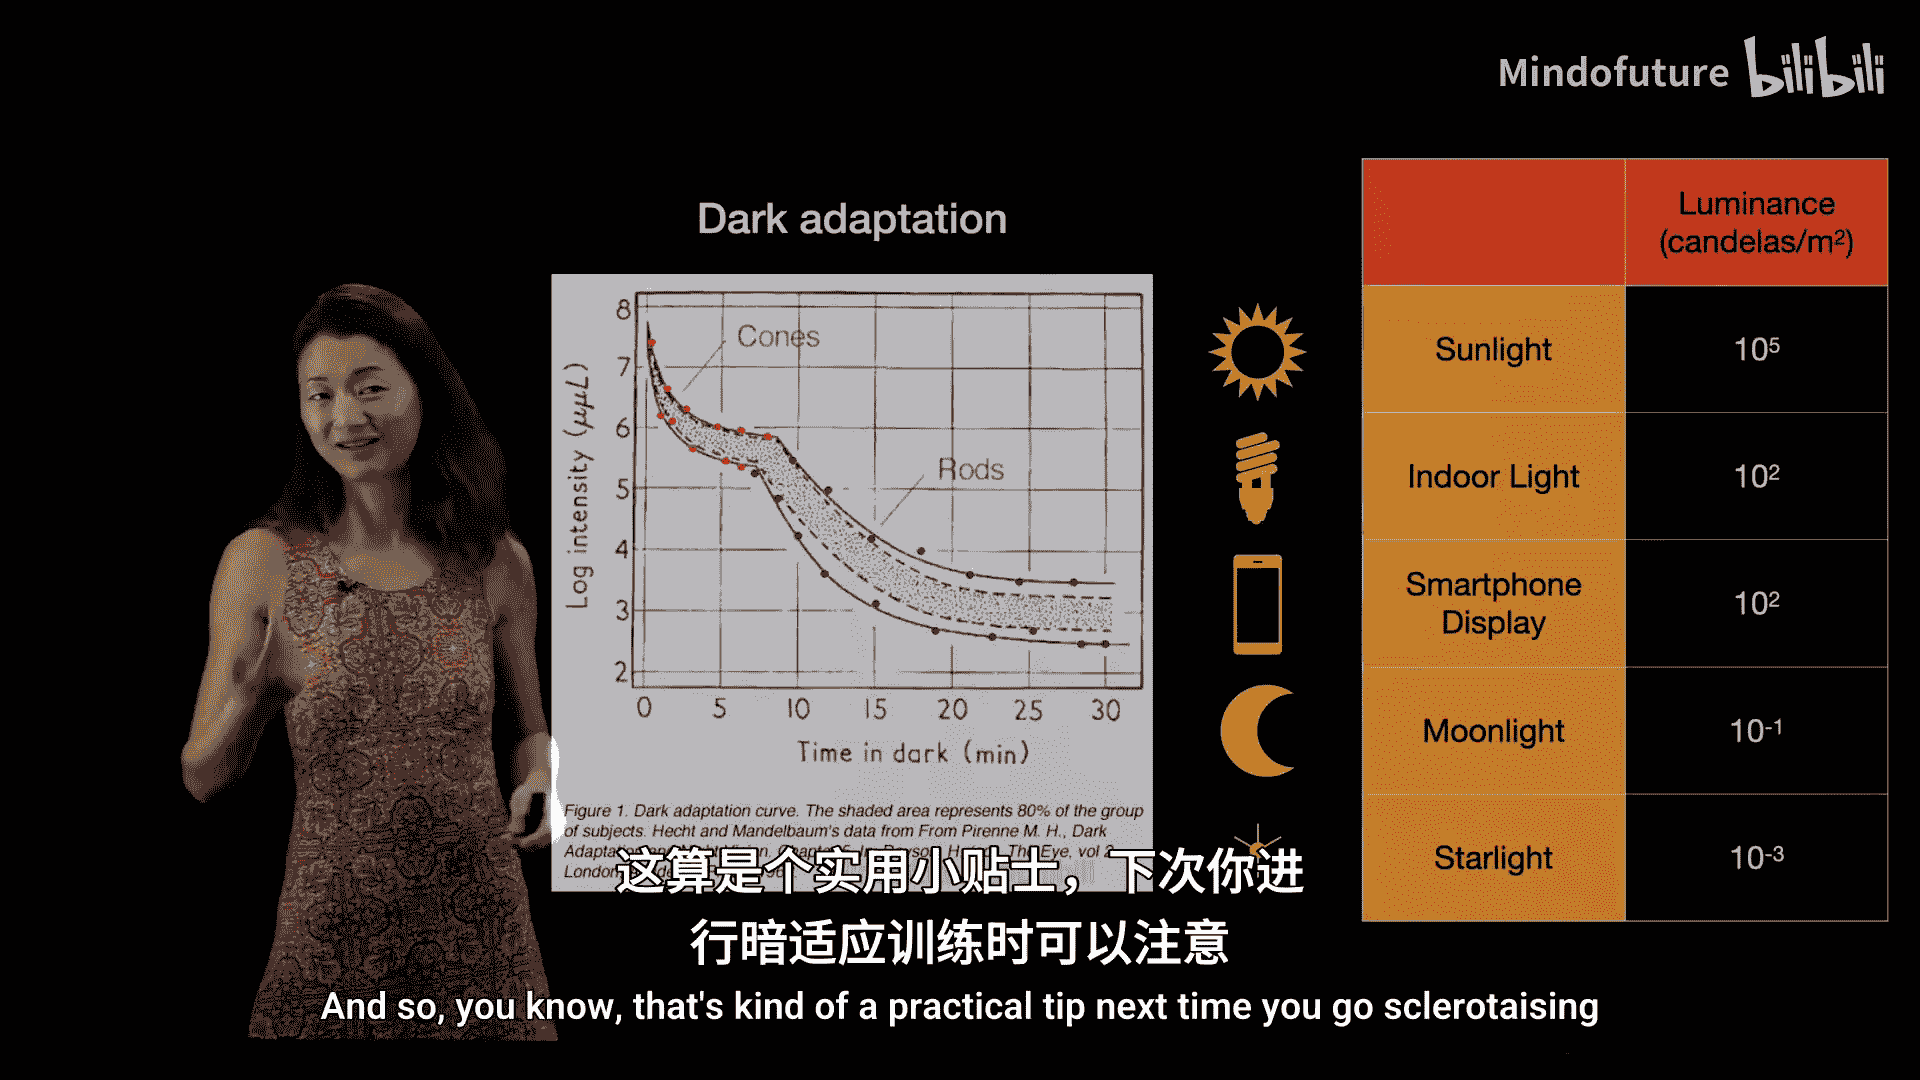 Mindofuture bilibili
Dark adaptation
8
7
6
5
4
3
2
Log intensity (μμL)
Cones
Rods
0 5 10 15 20 25 30
Time in dark (min)
Figure 1. Dark adaptation curve. The shaded area represents 80% of the group
of subjects. Hecht and Mandelbaum's data from From Pirenne M. H., Dark
The Eye, vol
London
Luminance
(candelas/m²)
Sunlight 10⁵
Indoor Light 10²
Smartphone
Display 10²
Moonlight 10⁻¹
Starlight 10⁻³
这算是个实用小贴士，下次你进
行暗适应训练时可以注意
And so, you know, that's kind of a practical tip next time you go sclerotaising